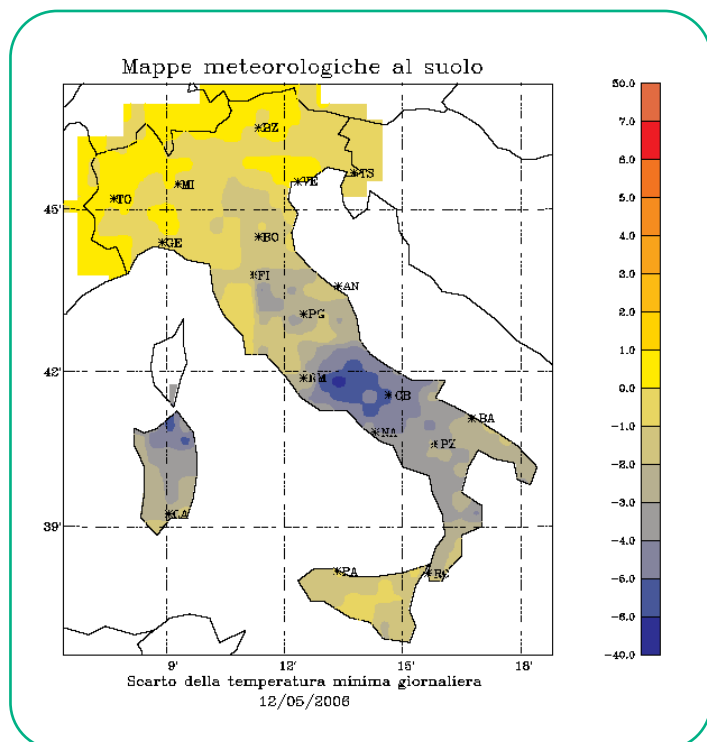 Mappe meteorologiche al suolo
50.0
7.0
6.0
5.0
4.0
3.0
2.0
1.0
0.0
-1.0
-2.0
-3.0
-4.0
-5.0
-6.0
-40.0
BZ
TS
VE
MI
TO
45'
BO
GE
FI
AN
PG
42'
RM
CB
BA
NA
PZ
CA
39'
PA
RC
9'
12'
15'
18'
Scarto della temperatura minima giornaliera
12/05/2006